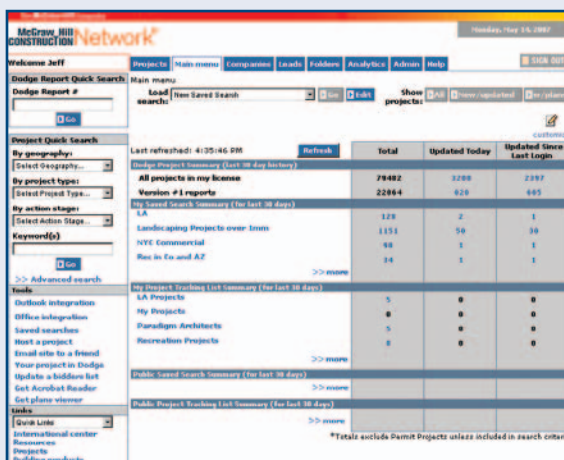 McGraw_Hill
CONSTRUCTION Network
Monday, May 14, 2007
Welcome Jeff
Projects Main menu Companies Leads Folders Analytics Admin Help
SIGN OUT
Dodge Report Quick Search
Dodge Report #
Go
Main menu
Load search: New Saved Search Go Edit
Show projects: All New/updated
Project Quick Search
By geography:
Select Geography...
By project type:
Select Project Type...
By action stage:
Select Action Stage...
Keyword(s)
Go
>> Advanced search
Tools
Outlook integration
Office integration
Saved searches
Host a project
Email site to a friend
Your project in Dodge
Update a bidders list
Get Acrobat Reader
Get plans viewer
Links
Quick Links
International center
Resources
Projects
Building products
customiz
Last refreshed: 4:35:46 PM Refresh Total Updated Today Updated Since Last Login
Dodge Project Summary (last 30 day history)
All projects in my license 79482 3288 2397
Version #1 reports 22864 828 605
My Saved Search Summary (for last 30 days)
LA 128 2 1
Landscaping Projects over 1mm 1151 50 30
NYC Commercial 98 1 1
Rec in Co and AZ 34 1 1
>> more
My Project Tracking List Summary (for last 30 days)
LA Projects 5 0 0
My Projects 0 0 0
Paradigm Architects 5 0 0
Recreation Projects 8 0 0
>> more
Public Saved Search Summary (for last 30 days)
>> more
Public Project Tracking List Summary (for last 30 days)
>> more
*Totals exclude Permit Projects unless included in search criter